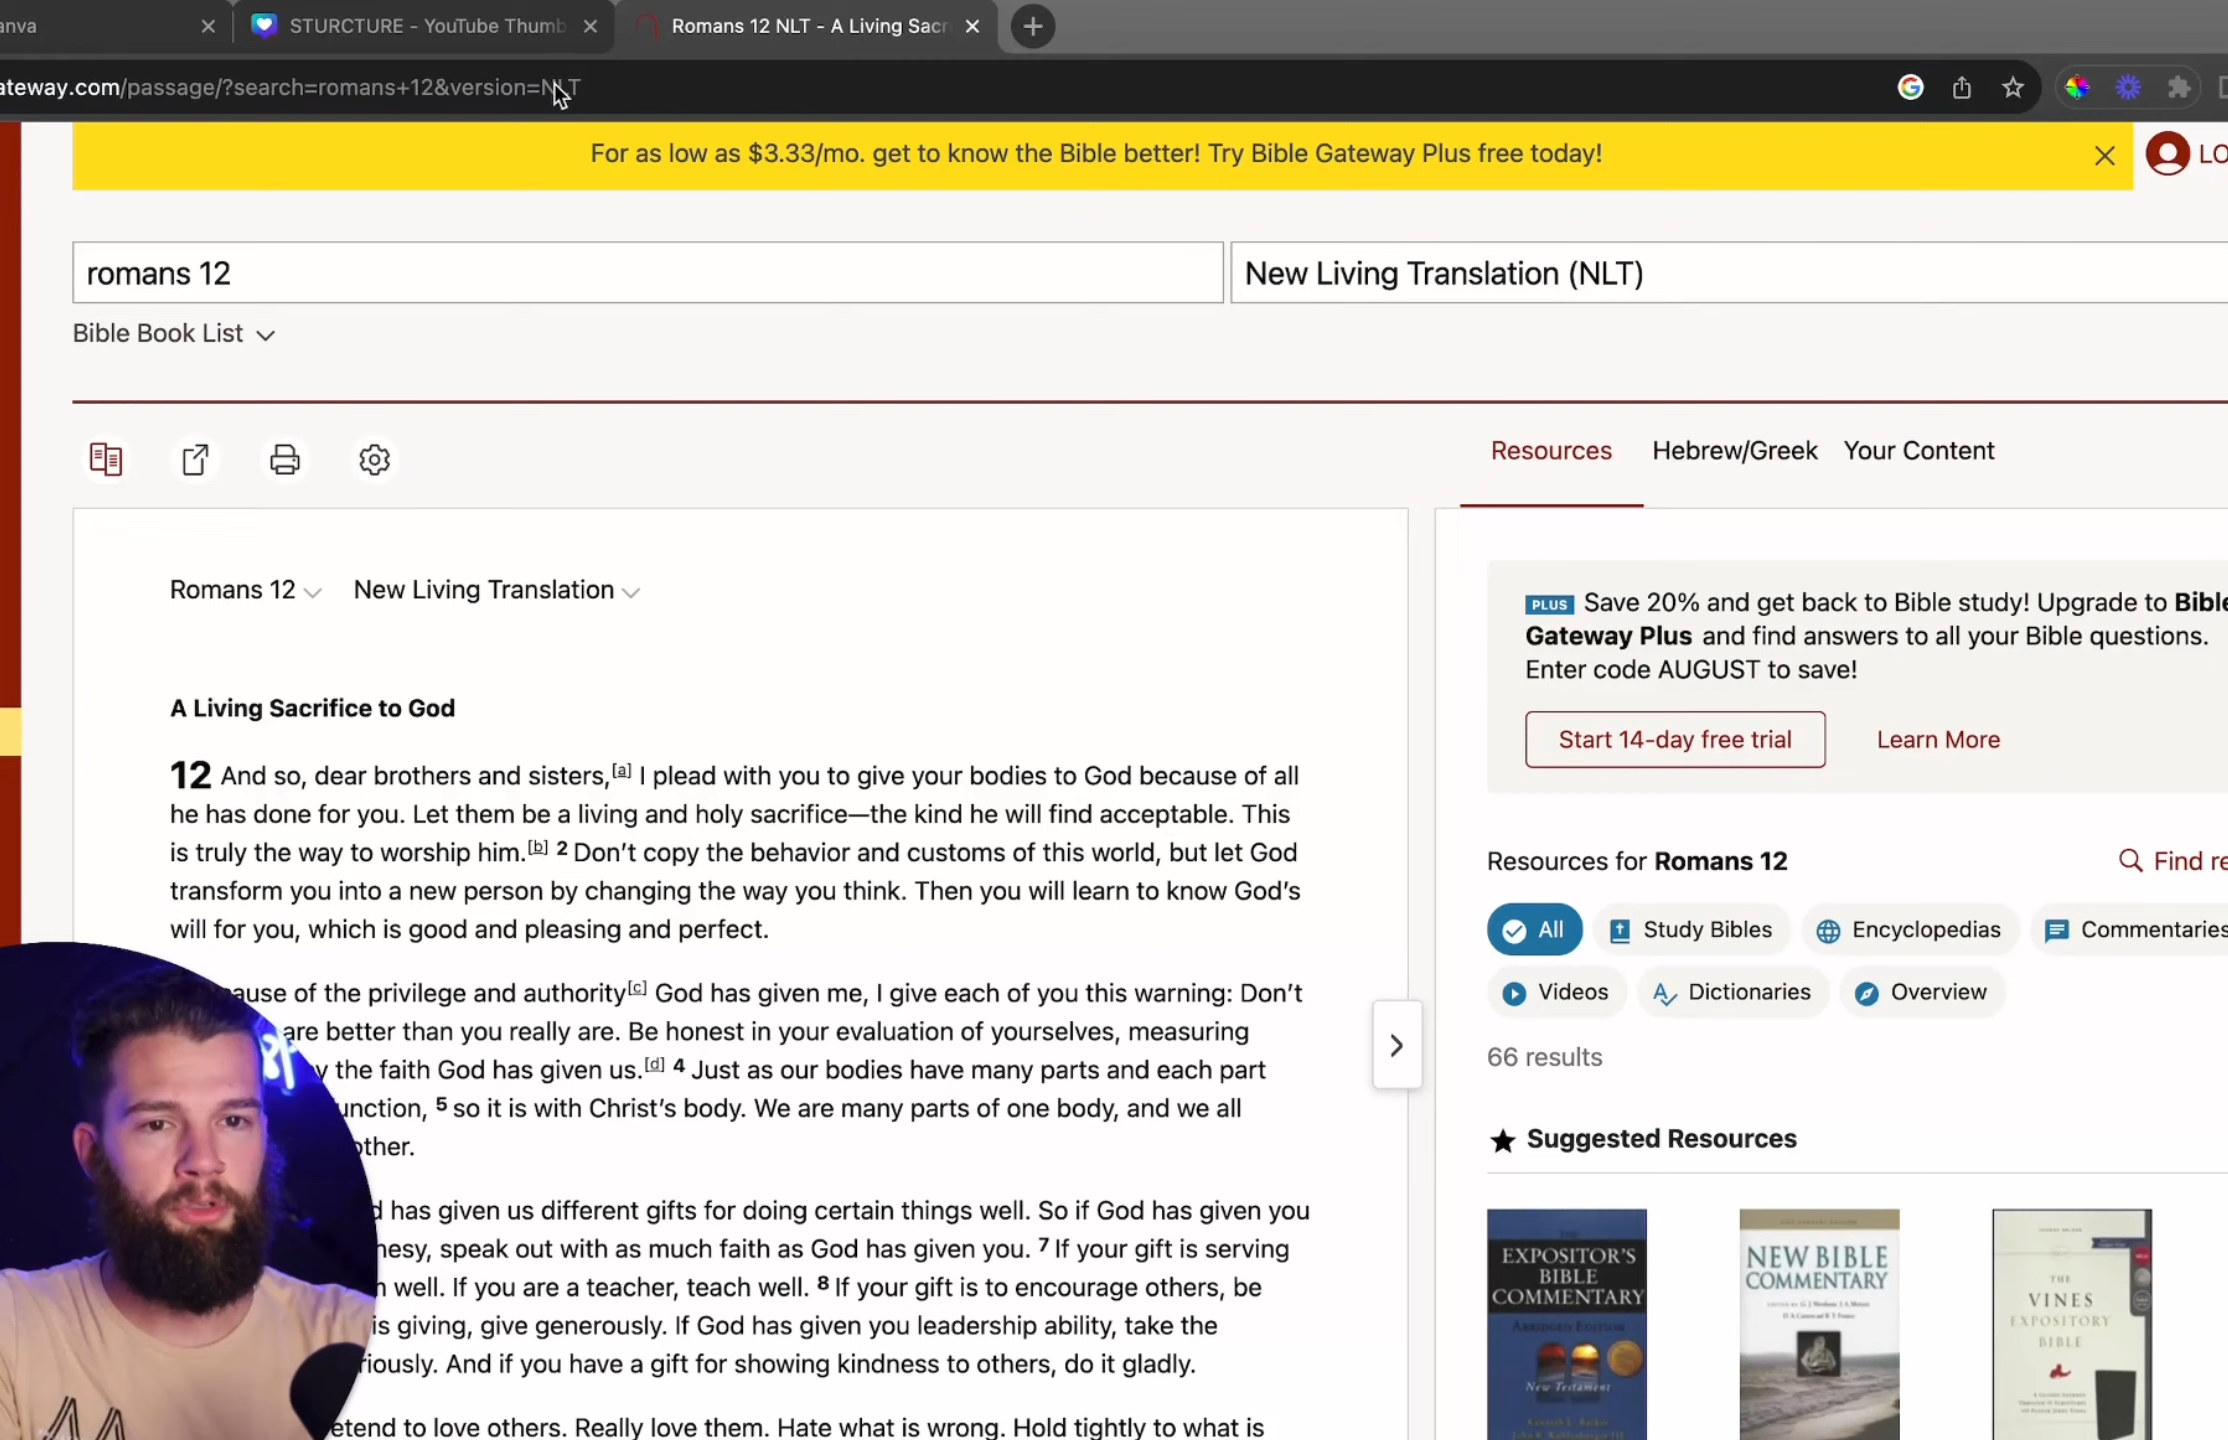 anva
STURCTURE - YouTube Thumb
Romans 12 NLT - A Living Sacr
ateway.com/passage/?search=romans+12&version=NLT
For as low as $3.33/mo. get to know the Bible better! Try Bible Gateway Plus free today!
LO
romans 12
New Living Translation (NLT)
Bible Book List
Resources
Hebrew/Greek
Your Content
Romans 12
New Living Translation
A Living Sacrifice to God
12 And so, dear brothers and sisters,[a] I plead with you to give your bodies to God because of all
he has done for you. Let them be a living and holy sacrifice—the kind he will find acceptable. This
is truly the way to worship him.[b] 2 Don't copy the behavior and customs of this world, but let God
transform you into a new person by changing the way you think. Then you will learn to know God's
will for you, which is good and pleasing and perfect.
ause of the privilege and authority[c] God has given me, I give each of you this warning: Don't
are better than you really are. Be honest in your evaluation of yourselves, measuring
y the faith God has given us.[d] 4 Just as our bodies have many parts and each part
unction, 5 so it is with Christ's body. We are many parts of one body, and we all
other.
d has given us different gifts for doing certain things well. So if God has given you
hesy, speak out with as much faith as God has given you. 7 If your gift is serving
n well. If you are a teacher, teach well. 8 If your gift is to encourage others, be
is giving, give generously. If God has given you leadership ability, take the
riously. And if you have a gift for showing kindness to others, do it gladly.
etend to love others. Really love them. Hate what is wrong. Hold tightly to what is
PLUS Save 20% and get back to Bible study! Upgrade to Bible
Gateway Plus and find answers to all your Bible questions.
Enter code AUGUST to save!
Start 14-day free trial
Learn More
Resources for Romans 12
Find re
All
Study Bibles
Encyclopedias
Commentaries
Videos
Dictionaries
Overview
66 results
Suggested Resources
THE
EXPOSITOR'S
BIBLE
COMMENTARY
ABRIDGED EDITION
New Testament
NEW BIBLE
COMMENTARY
THE
VINES
EXPOSITORY
BIBLE